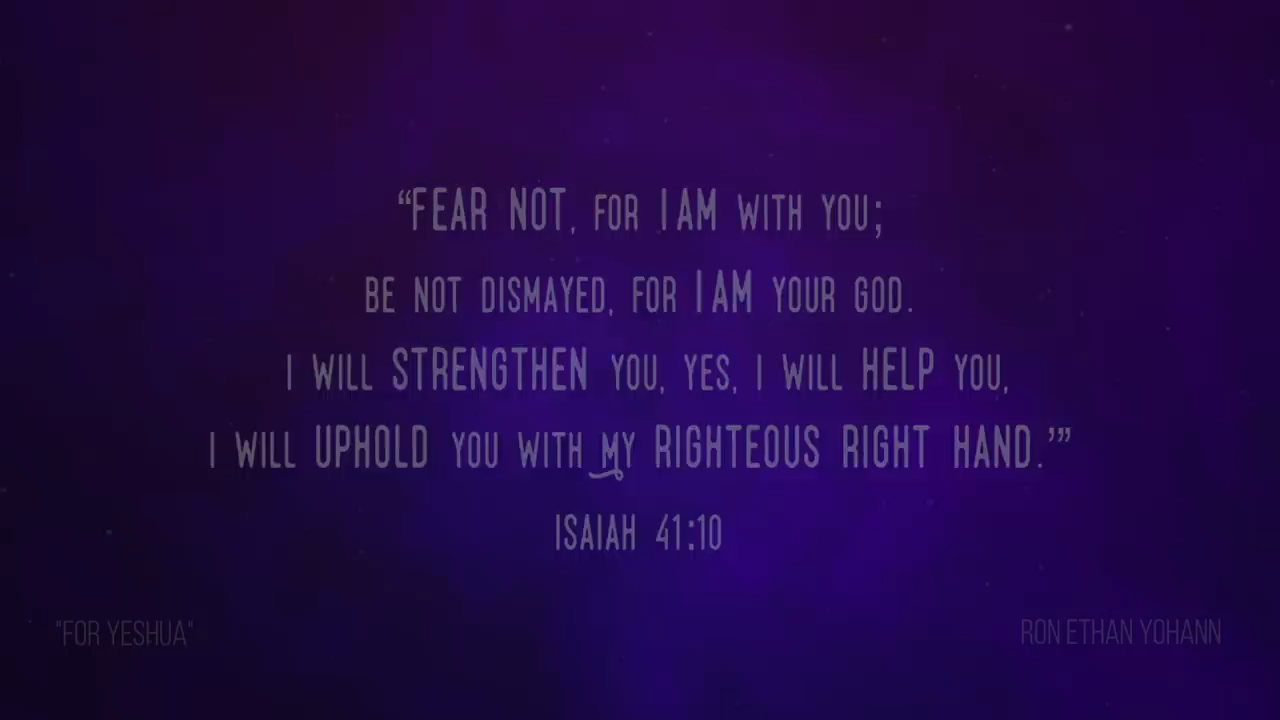 “FEAR NOT, FOR I AM WITH YOU;
BE NOT DISMAYED, FOR I AM YOUR GOD.
I WILL STRENGTHEN YOU, YES, I WILL HELP YOU,
I WILL UPHOLD YOU WITH MY RIGHTEOUS RIGHT HAND.’”
ISAIAH 41:10
"FOR YESHUA"
RON ETHAN YOHANN